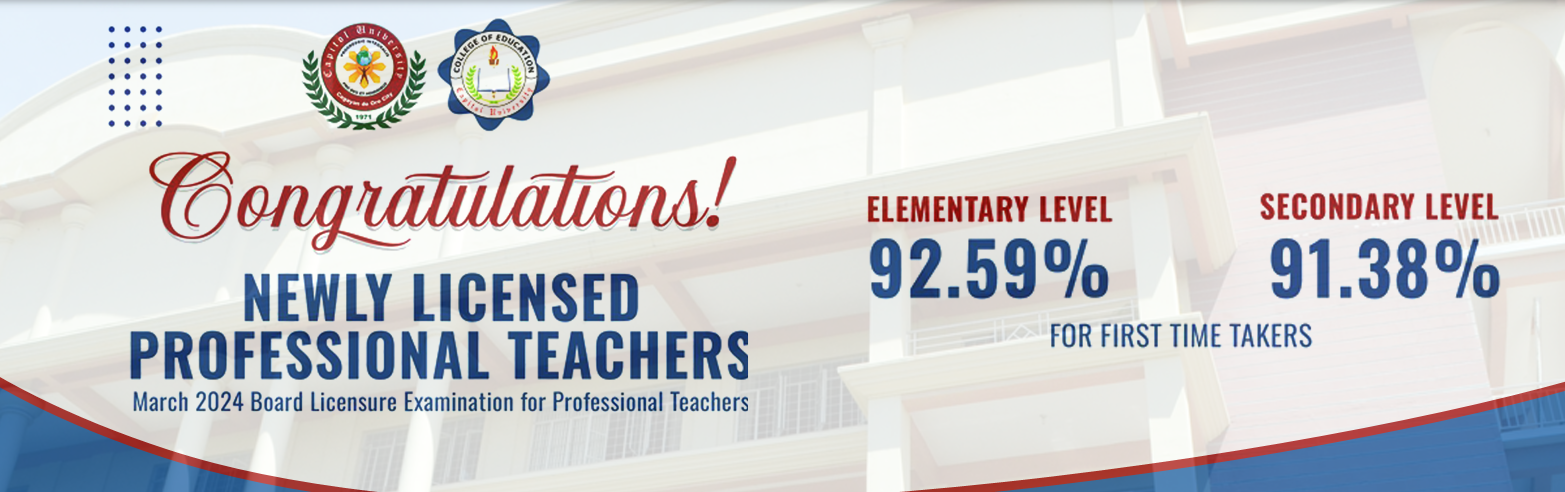 Capitol University
Cagayan de Oro City
1971
COLLEGE OF EDUCATION
Capitol University
Congratulations!
NEWLY LICENSED
PROFESSIONAL TEACHERS
March 2024 Board Licensure Examination for Professional Teachers
ELEMENTARY LEVEL
92.59%
SECONDARY LEVEL
91.38%
FOR FIRST TIME TAKERS